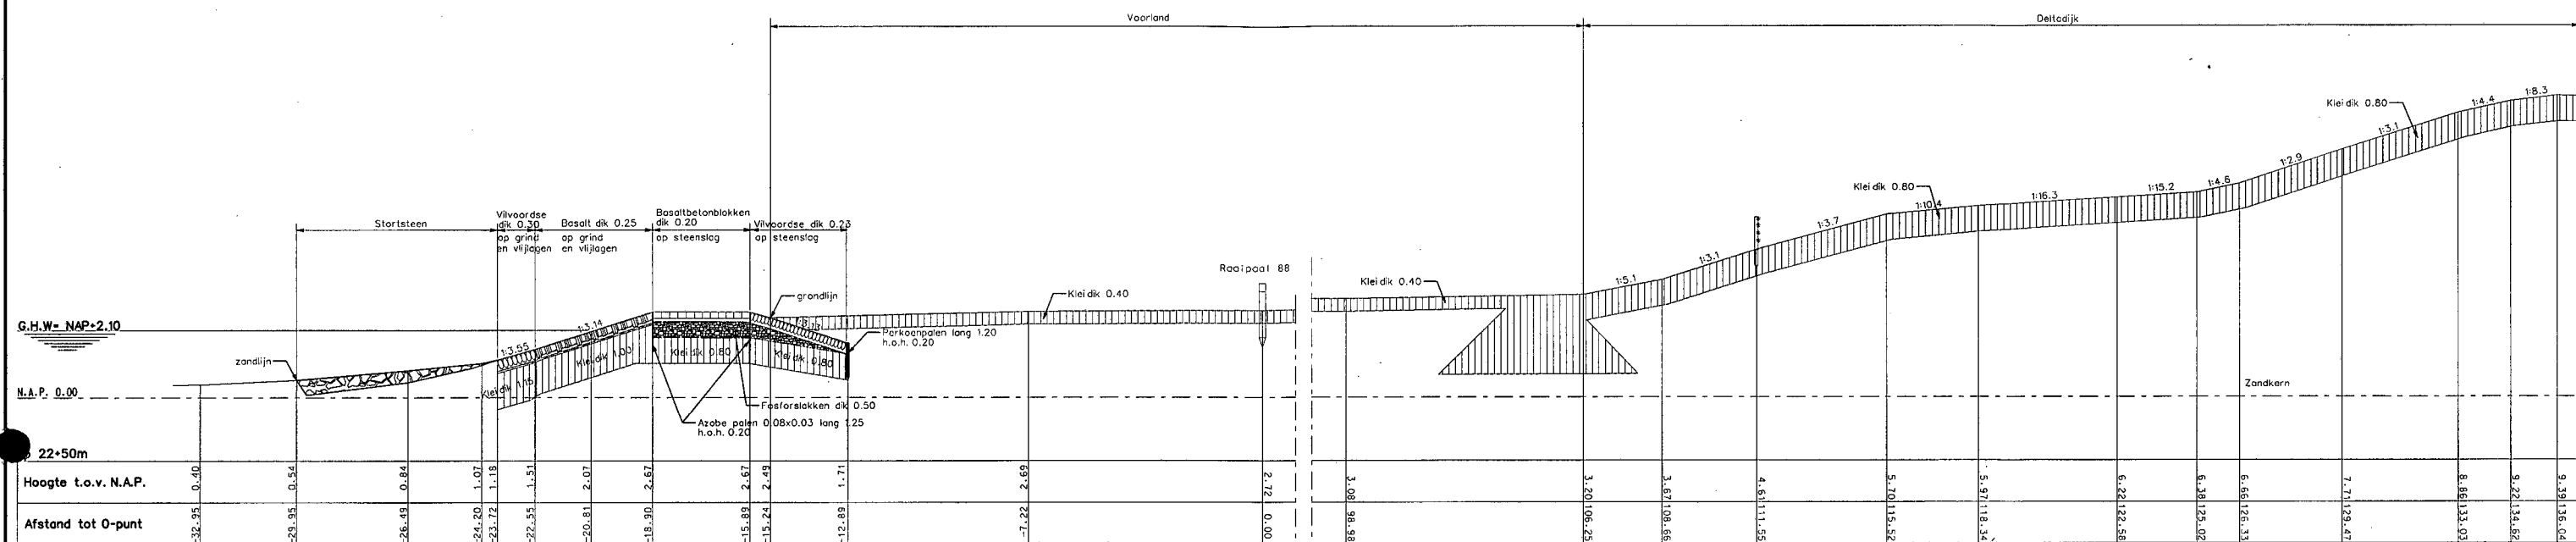 Voorland
Deltadijk
Klei dik 0.80
1:4.4
1:8.3
1:3.1
1:2.9
Klei dik 0.80
1:10.4
1:16.3
1:15.2
1:4.6
1:3.7
1:3.1
1:5.1
Stortsteen
Vilvoordse
dik 0.30
op grind
en vlijlagen
Basalt dik 0.25
op grind
en vlijlagen
Basaltbetonblokken
dik 0.20
op steenslag
Vilvoordse dik 0.23
op steenslag
Raaipaal 88
Klei dik 0.40
grondlijn
Klei dik 0.40
G.H.W= NAP+2.10
1:3.14
1:3.13
Perkoenpalen lang 1.20
h.o.h. 0.20
1:3.55
zandlijn
Klei dik 1.00
Klei dik 0.80
Klei dik 0.80
Klei dik 1.15
N.A.P. 0.00
Zandkern
Fosforslakken dik 0.50
Azobe palen 0.08x0.03 lang 1.25
h.o.h. 0.20
22+50m
Hoogte t.o.v. N.A.P.
0.40 0.54 0.84 1.07 1.18 1.51 2.07 2.67 2.67 2.49 1.71 2.69 2.72 3.08 3.20 3.67 4.61 5.70 5.97 6.22 6.38 6.66 7.71 8.86 9.22 9.39
Afstand tot 0-punt
-32.95 -29.95 -26.49 -24.20 -23.72 -22.55 -20.81 -18.90 -15.89 -15.24 -12.89 -7.22 0.00 98.98 106.25 108.66 111.55 115.52 118.34 122.58 125.02 126.33 129.47 133.03 134.62 136.04